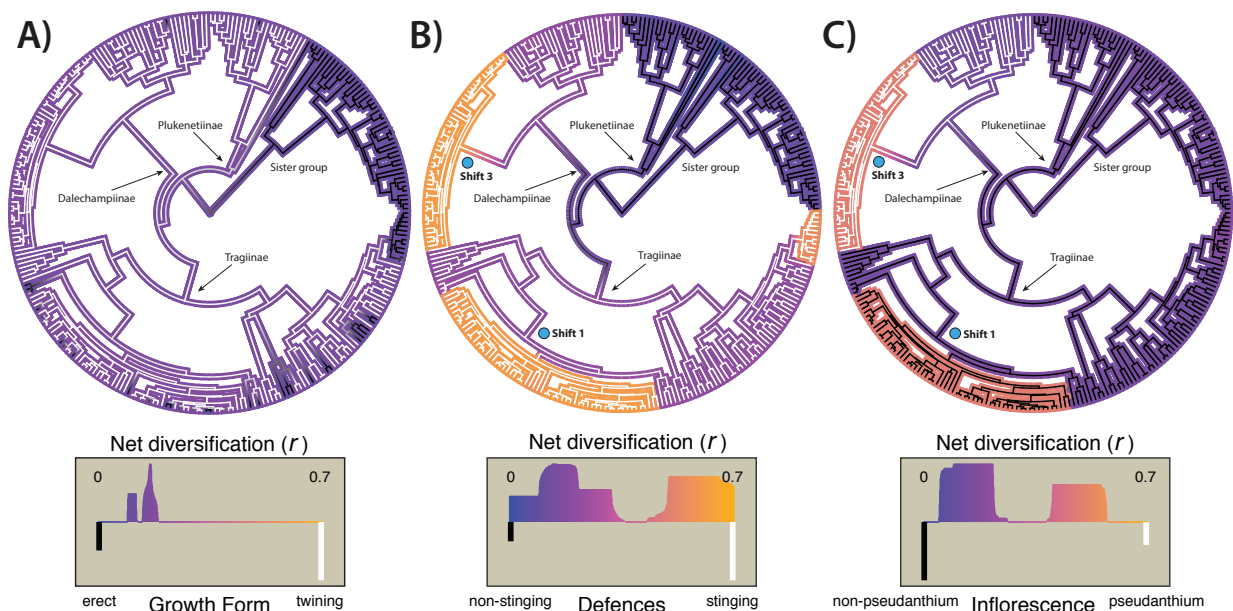 A)
Plukenetiinae
Sister group
Dalechampiinae
Tragiinae
Net diversification (r)
0 0.7
erect Growth Form twining
B)
Plukenetiinae
Shift 3
Sister group
Dalechampiinae
Tragiinae
Shift 1
Net diversification (r)
0 0.7
non-stinging Defences stinging
C)
Plukenetiinae
Shift 3
Sister group
Dalechampiinae
Tragiinae
Shift 1
Net diversification (r)
0 0.7
non-pseudanthium Inflorescence pseudanthium